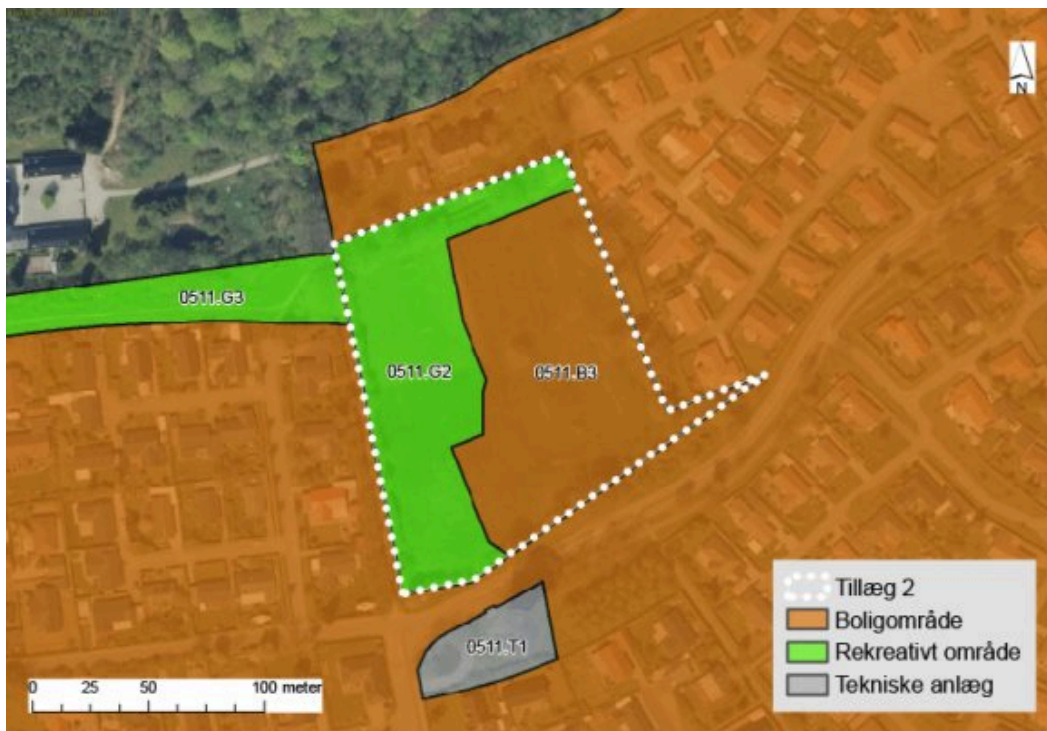 N
0511.G3
0511.G2
0511.B3
0511.T1
Tillæg 2
Boligområde
Rekreativt område
Tekniske anlæg
0 25 50 100 meter